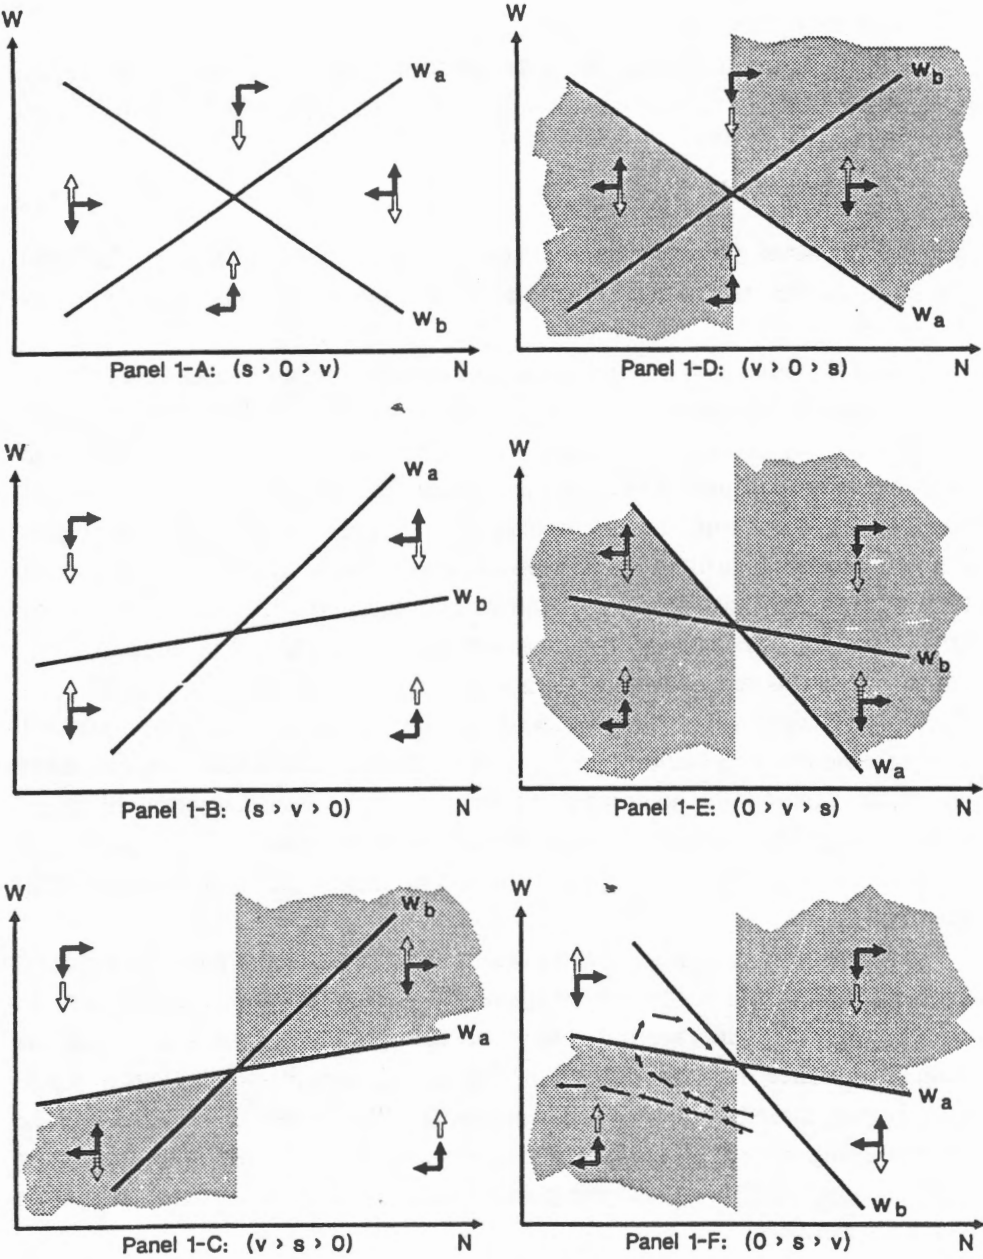 W
W
W a
W b
W b
W a
Panel 1-A: (s > 0 > v)
N
Panel 1-D: (v > 0 > s)
N
W
W
W a
W b
W b
W a
Panel 1-B: (s > v > 0)
N
Panel 1-E: (0 > v > s)
N
W
W
W b
W a
W a
W b
Panel 1-C: (v > s > 0)
N
Panel 1-F: (0 > s > v)
N